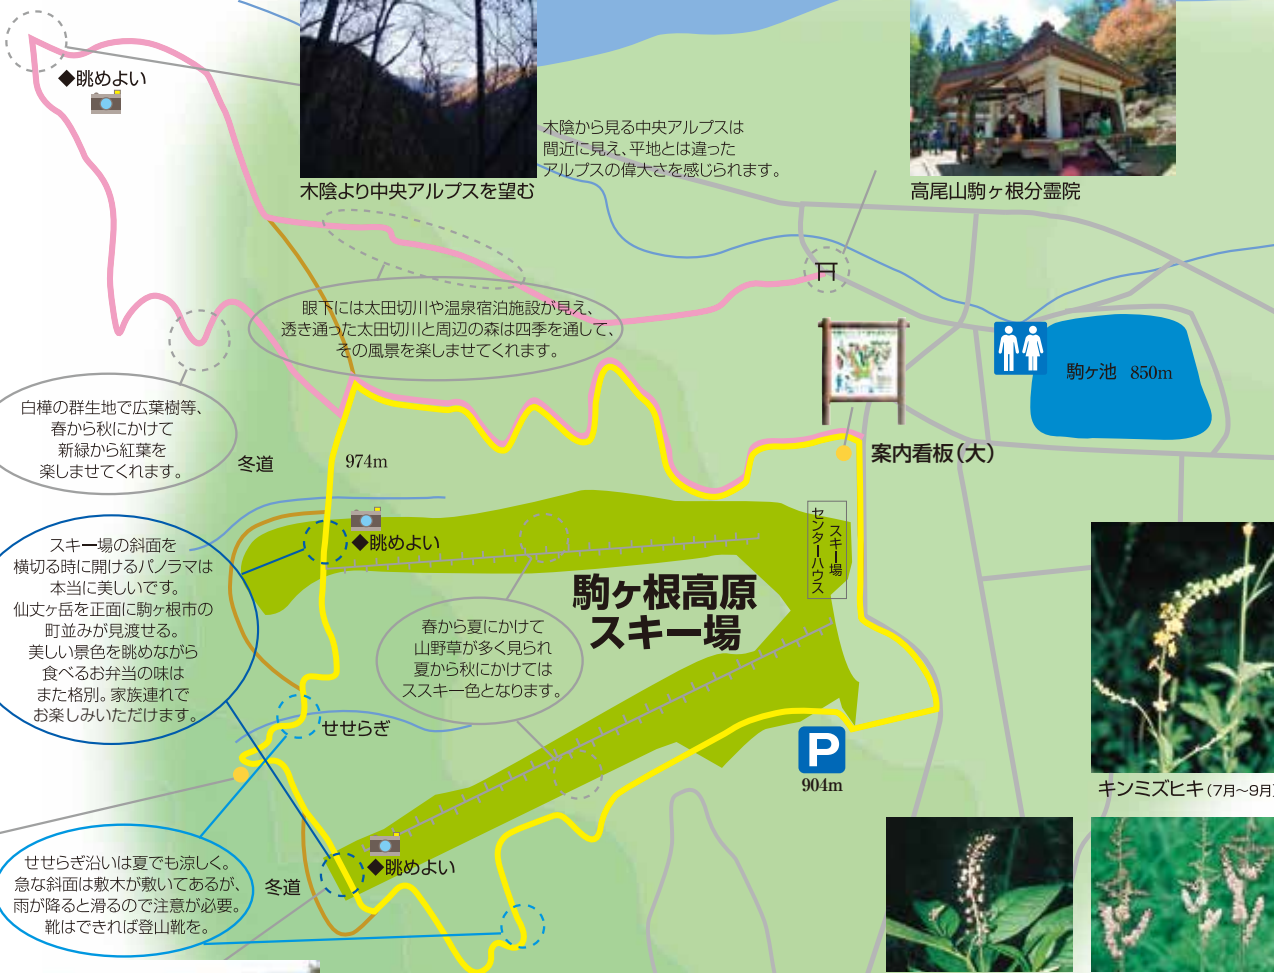 ◆眺めよい
木陰から見る中央アルプスは
間近に見え、平地とは違った
アルプスの偉大さを感じられます。
木陰より中央アルプスを望む
高尾山駒ヶ根分霊院
眼下には太田切川や温泉宿泊施設が見え、
透き通った太田切川と周辺の森は四季を通して、
その風景を楽しませてくれます。
駒ヶ池 850m
白樺の群生地で広葉樹等、
春から秋にかけて
新緑から紅葉を
楽しませてくれます。
冬道
974m
案内看板(大)
スキー場
センターハウス
◆眺めよい
スキー場の斜面を
横切る時に開けるパノラマは
本当に美しいです。
仙丈ヶ岳を正面に駒ヶ根市の
町並みが見渡せる。
美しい景色を眺めながら
食べるお弁当の味は
また格別。家族連れで
お楽しみいただけます。
駒ヶ根高原
スキー場
春から夏にかけて
山野草が多く見られ
夏から秋にかけては
ススキ一色となります。
せせらぎ
P
904m
キンミズヒキ(7月〜9月)
せせらぎ沿いは夏でも涼しく。
急な斜面は敷木が敷いてあるが、
雨が降ると滑るので注意が必要。
靴はできれば登山靴を。
冬道
◆眺めよい